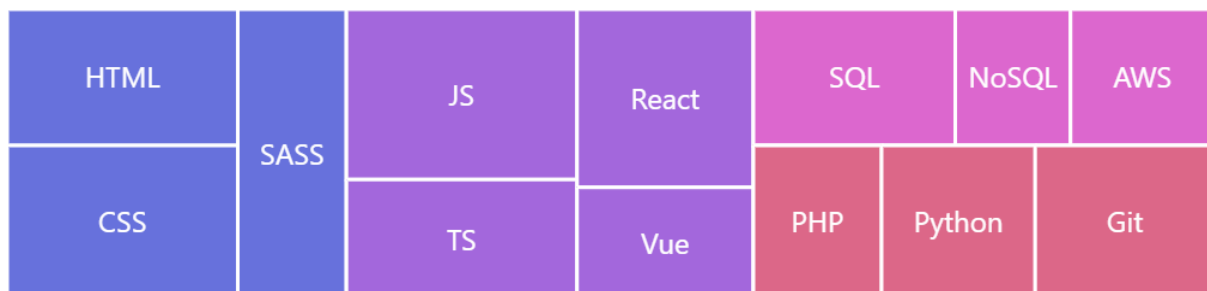 HTML
CSS
SASS
JS
TS
React
Vue
SQL
NoSQL
AWS
PHP
Python
Git